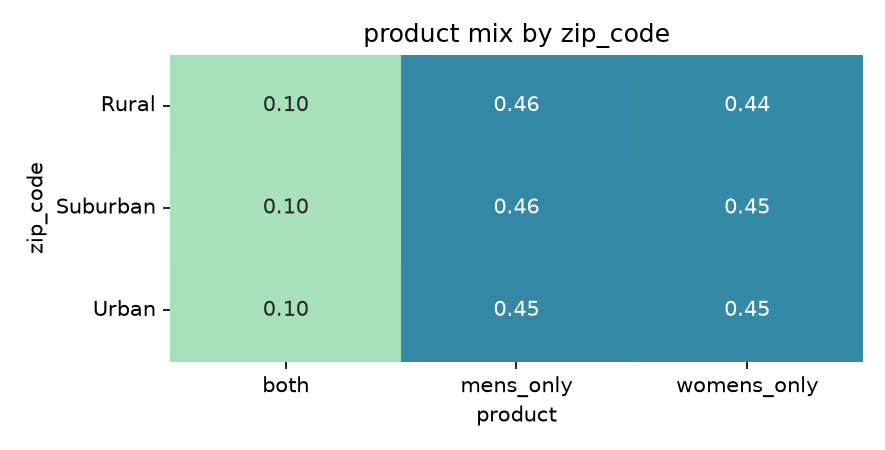 product mix by zip_code
zip_code
Rural 0.10 0.46 0.44
Suburban 0.10 0.46 0.45
Urban 0.10 0.45 0.45
both mens_only womens_only
product